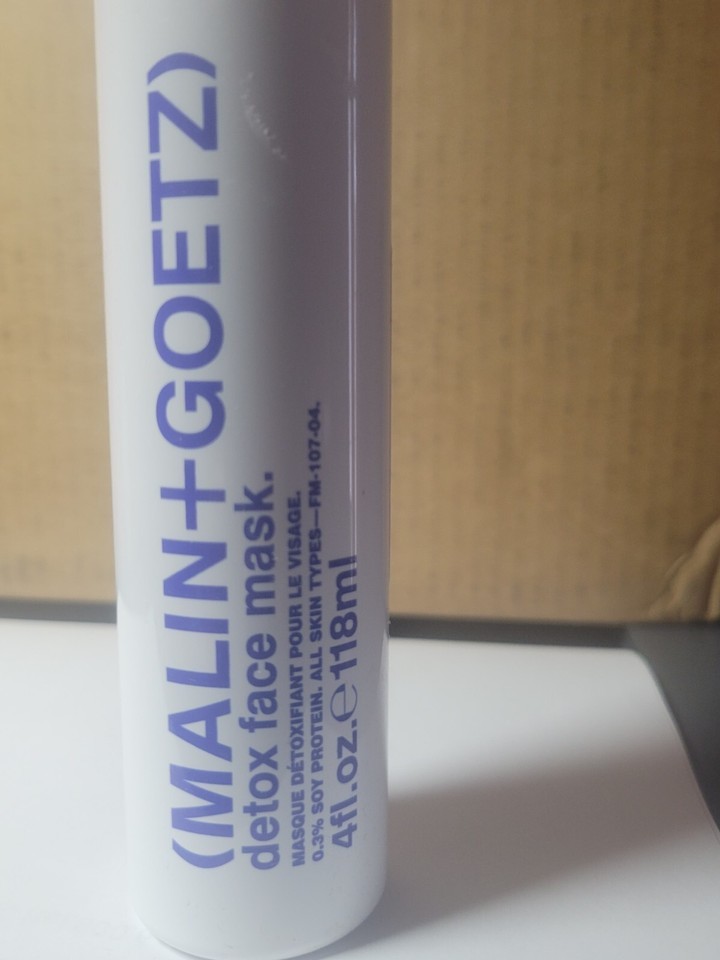 (MALIN+GOETZ)
detox face mask.
MASQUE DÉTOXIFIANT POUR LE VISAGE.
0.3% SOY PROTEIN. ALL SKIN TYPES—FM-107-04.
4fl.oz.℮118ml